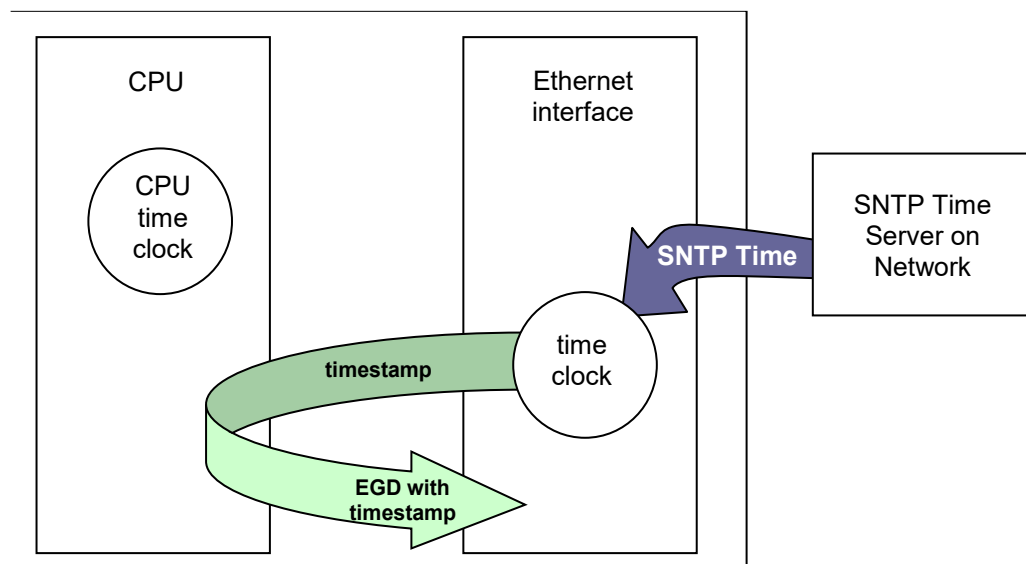 CPU
CPU
time
clock
Ethernet
interface
SNTP Time
Server on
Network
SNTP Time
time
clock
timestamp
EGD with
timestamp